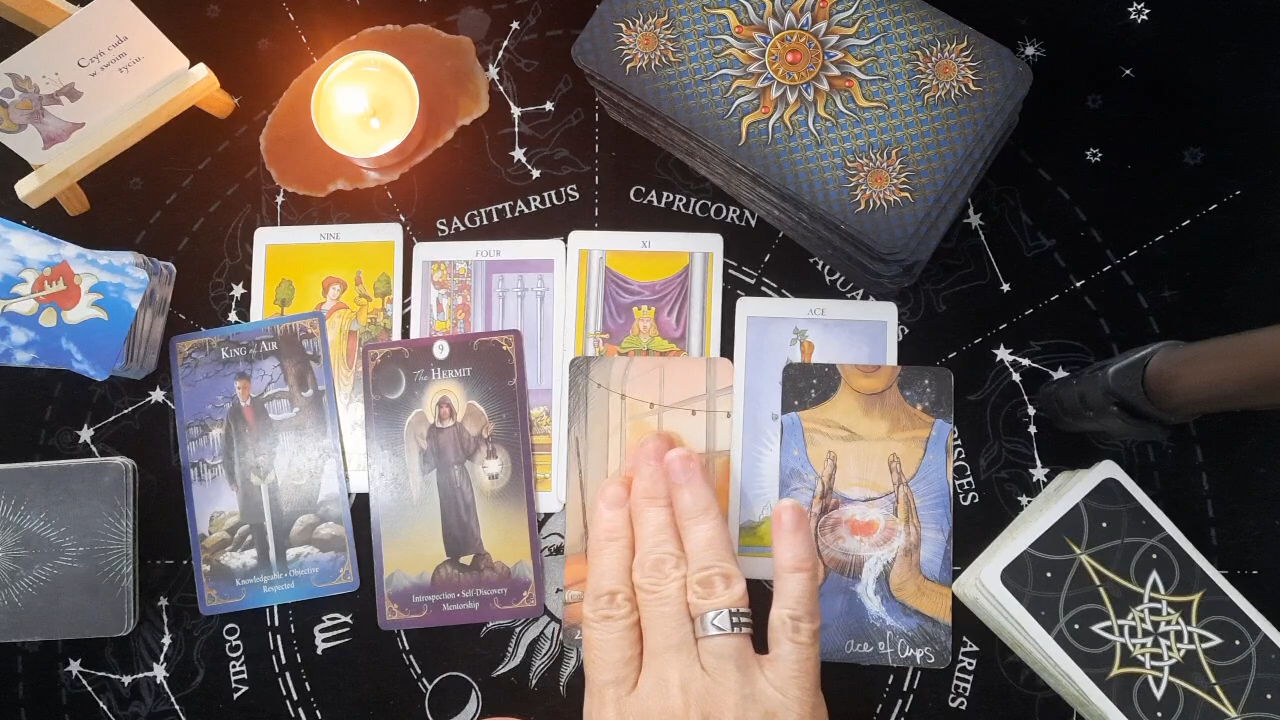 Czyń cuda
w swoim
życiu.
SAGITTARIUS
CAPRICORN
NINE
FOUR
XI
ACE
KING of AIR
9
The HERMIT
Knowledgeable • Objective
Respected
Introspection • Self-Discovery
Mentorship
ace of Cups
PISCES
VIRGO
ARIES